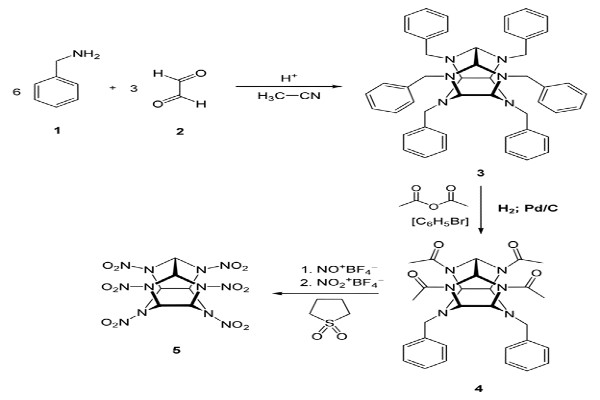 6
NH₂
1
+ 3
H
O
O
H
2
H⁺
H₃C—CN
N N
N N
N N
3
O O
O
[C₆H₅Br]
H₂; Pd/C
O O
N N
O O
N N
N N
4
1. NO⁺BF₄⁻
2. NO₂⁺BF₄⁻
S
O O
O₂N N N NO₂
O₂N N N NO₂
O₂N N N NO₂
5